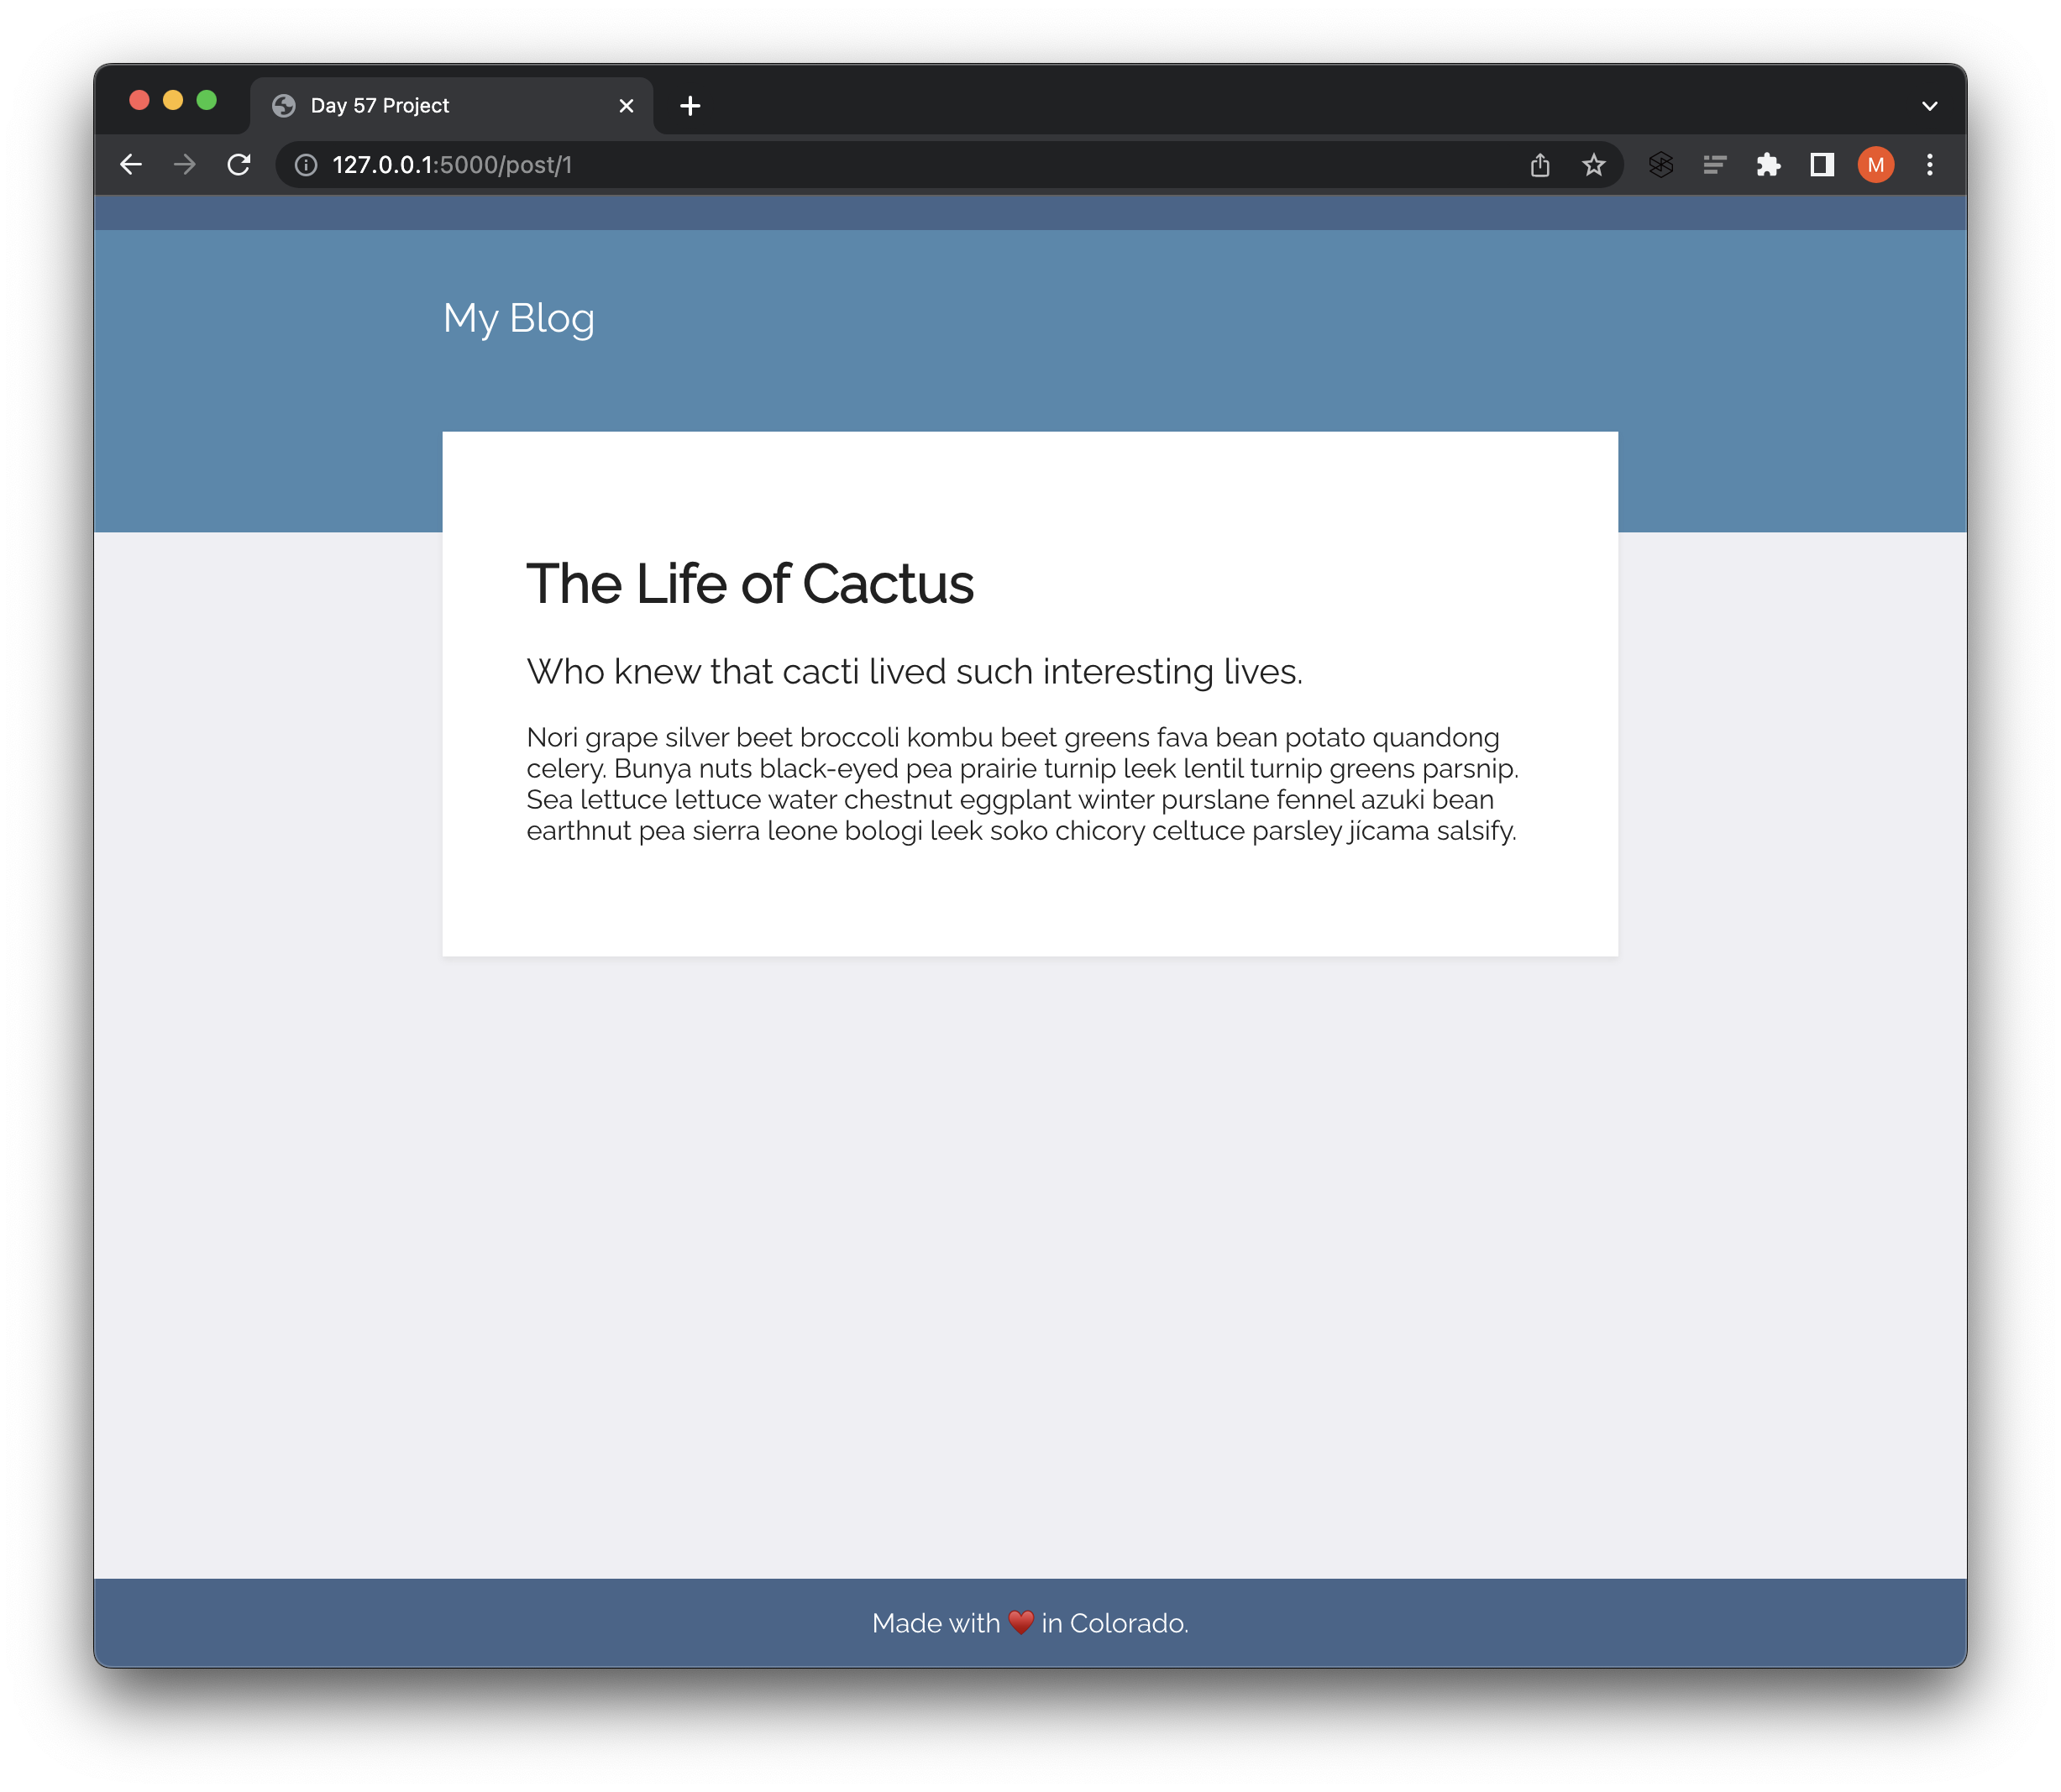 Day 57 Project
127.0.0.1:5000/post/1
M
My Blog
The Life of Cactus
Who knew that cacti lived such interesting lives.
Nori grape silver beet broccoli kombu beet greens fava bean potato quandong
celery. Bunya nuts black-eyed pea prairie turnip leek lentil turnip greens parsnip.
Sea lettuce lettuce water chestnut eggplant winter purslane fennel azuki bean
earthnut pea sierra leone bologi leek soko chicory celtuce parsley jícama salsify.
Made with ❤️ in Colorado.